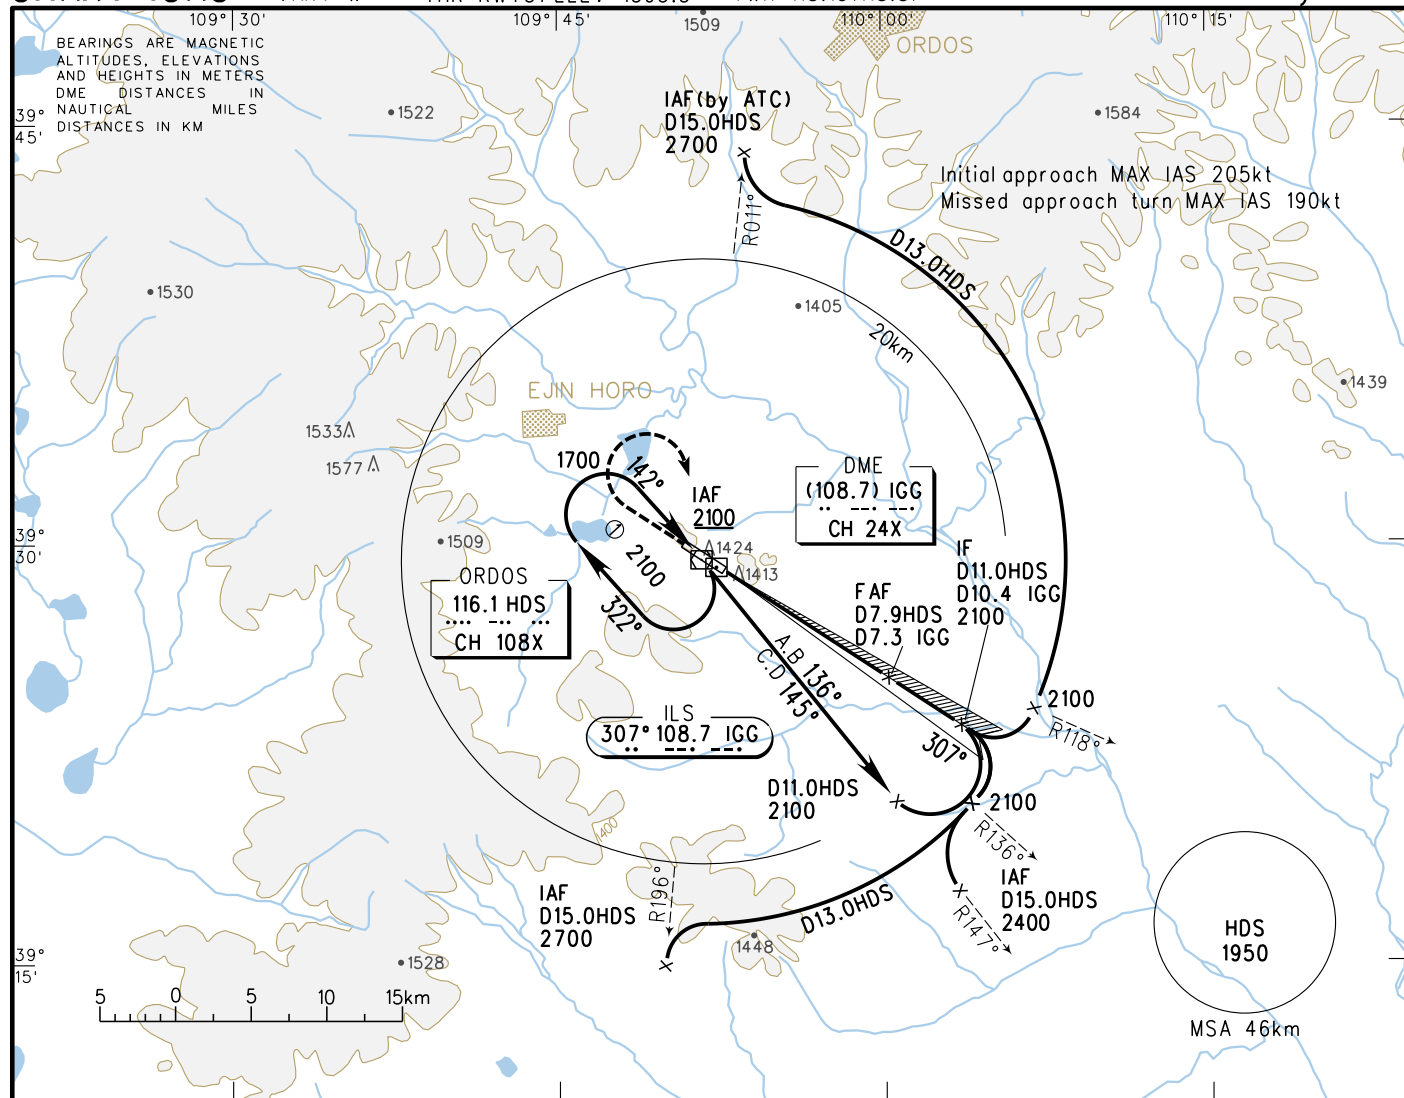 109° 30'
109° 45'
1509
110° 00'
110° 15'
BEARINGS ARE MAGNETIC
ALTITUDES, ELEVATIONS
AND HEIGHTS IN METERS
DME DISTANCES IN
NAUTICAL MILES
DISTANCES IN KM
ORDOS
39°
45'
1522
IAF(by ATC)
D15.0HDS
2700
1584
Initial approach MAX IAS 205kt
Missed approach turn MAX IAS 190kt
R011°
D13.0HDS
1530
1405
20km
EJIN HORO
1439
1533
1577
1700
142°
IAF
2100
DME
(108.7) IGG
CH 24X
39°
30'
1509
2100
1424
1413
IF
D11.0HDS
D10.4 IGG
2100
ORDOS
116.1 HDS
CH 108X
322°
FAF
D7.9HDS
D7.3 IGG
A.B 136°
C.D 145°
ILS
307° 108.7 IGG
2100
R118°
307°
D11.0HDS
2100
2100
1400
R136°
IAF
D15.0HDS
2700
R196°
D13.0HDS
IAF
D15.0HDS
2400
R147°
1448
HDS
1950
39°
15'
1528
5 0 5 10 15km
MSA 46km